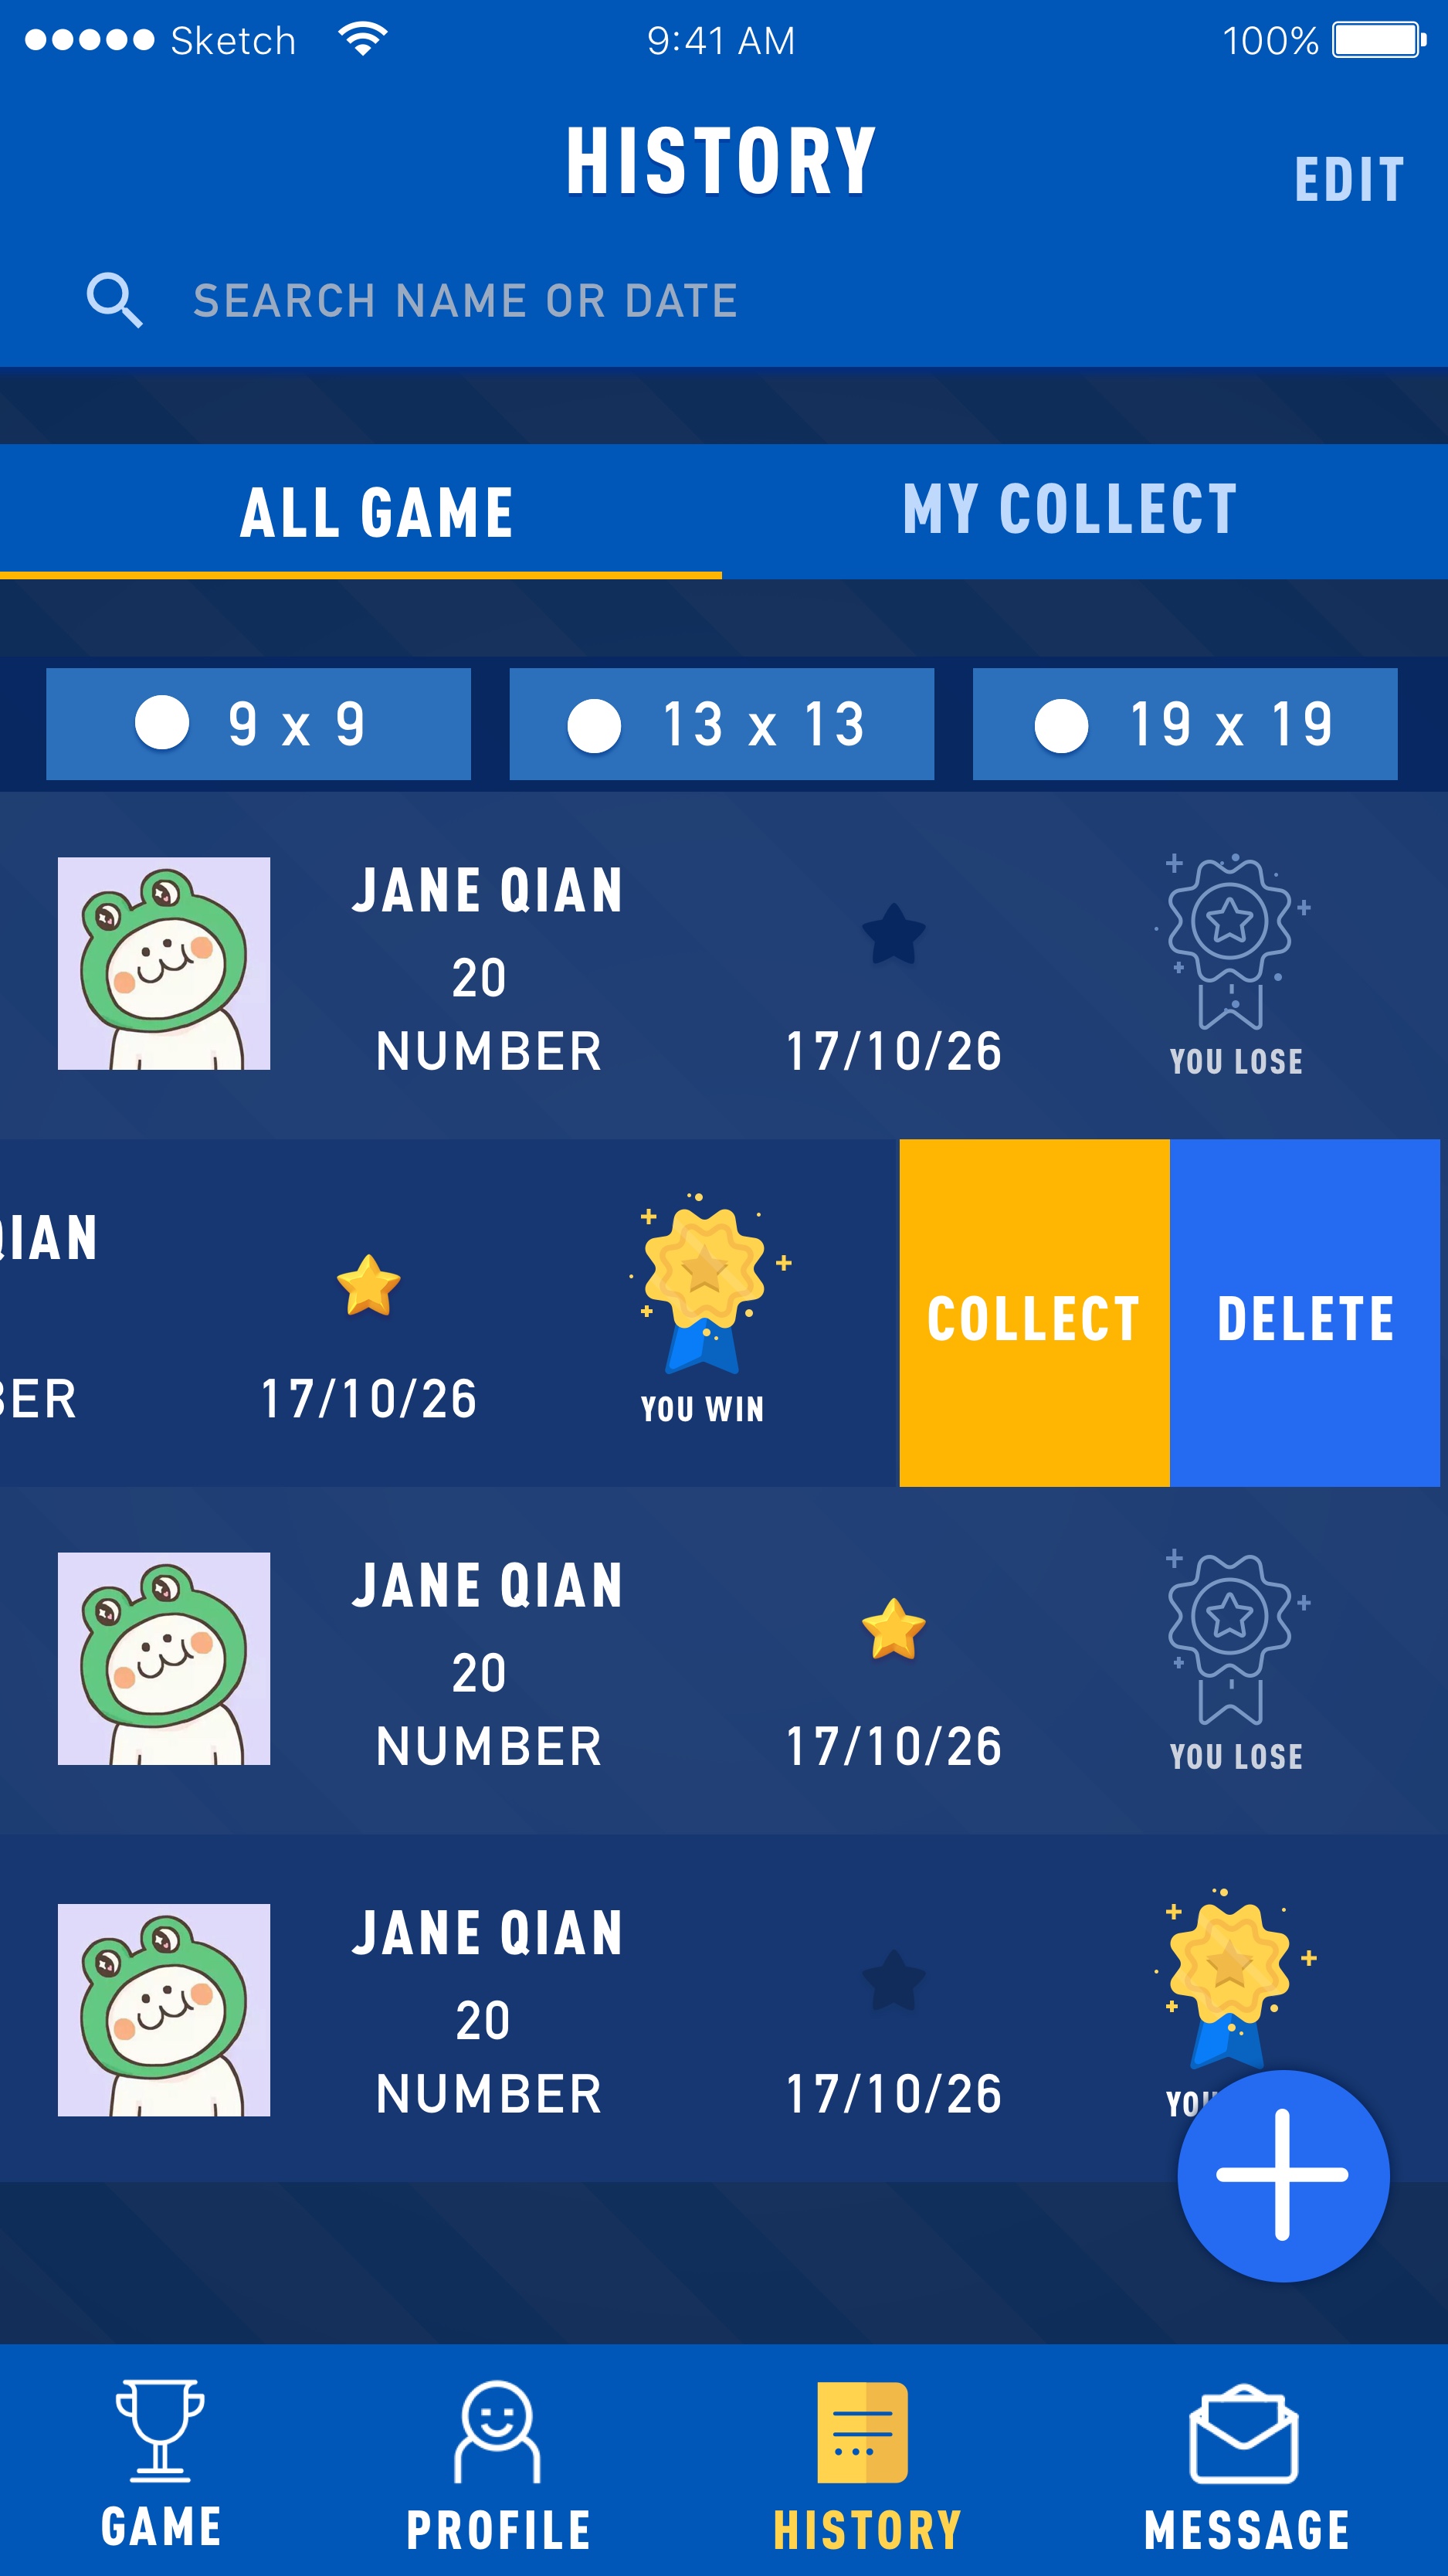 Sketch 9:41 AM 100%
HISTORY
EDIT
SEARCH NAME OR DATE
ALL GAME MY COLLECT
9 x 9 13 x 13 19 x 19
JANE QIAN
20
NUMBER 17/10/26 YOU LOSE
QIAN
COLLECT DELETE
BER 17/10/26 YOU WIN
JANE QIAN
20
NUMBER 17/10/26 YOU LOSE
JANE QIAN
20
NUMBER 17/10/26 YOU
GAME PROFILE HISTORY MESSAGE